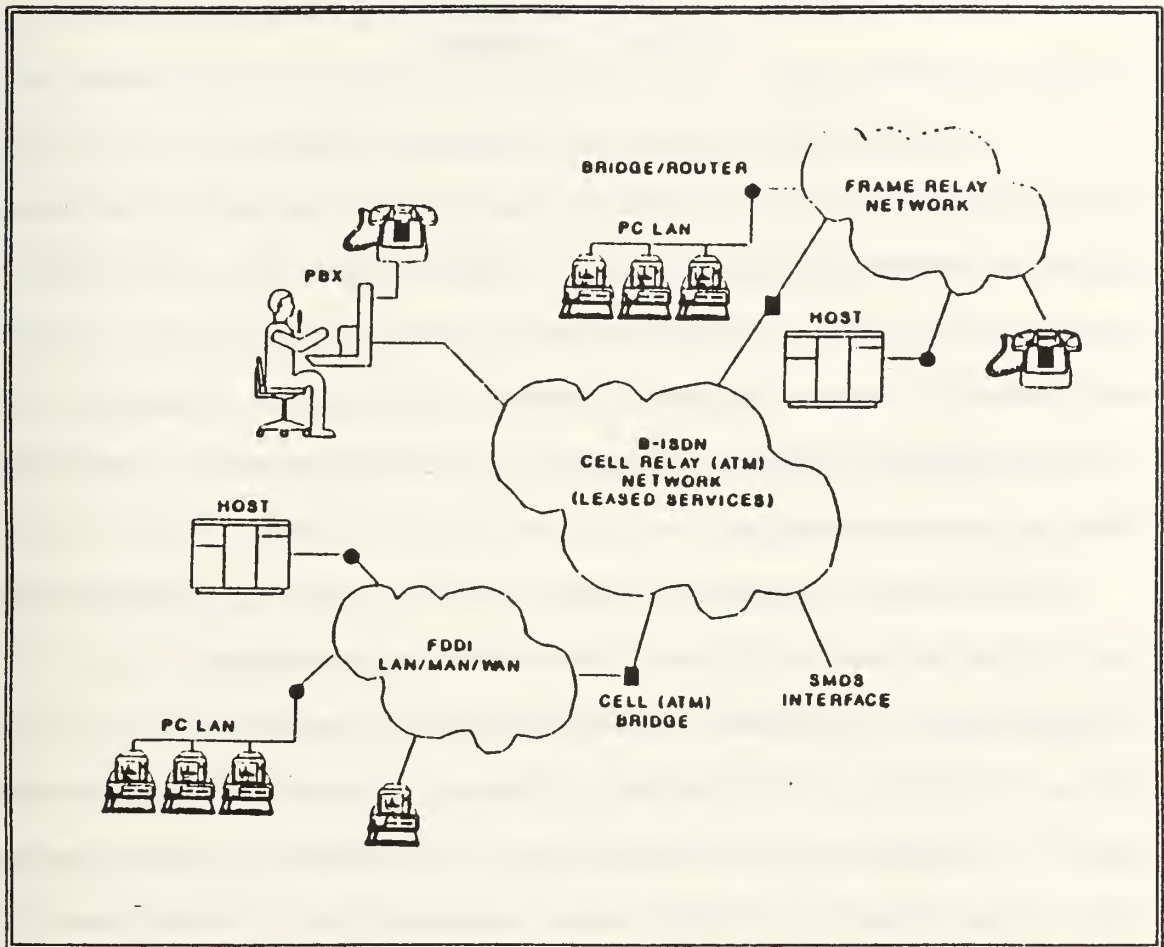 BRIDGE/ROUTER
FRAME RELAY
NETWORK
PC LAN
PBX
HOST
B-ISDN
CELL RELAY (ATM)
NETWORK
(LEASED SERVICES)
HOST
FDDI
LAN/MAN/WAN
SMDS
INTERFACE
CELL (ATM)
BRIDGE
PC LAN